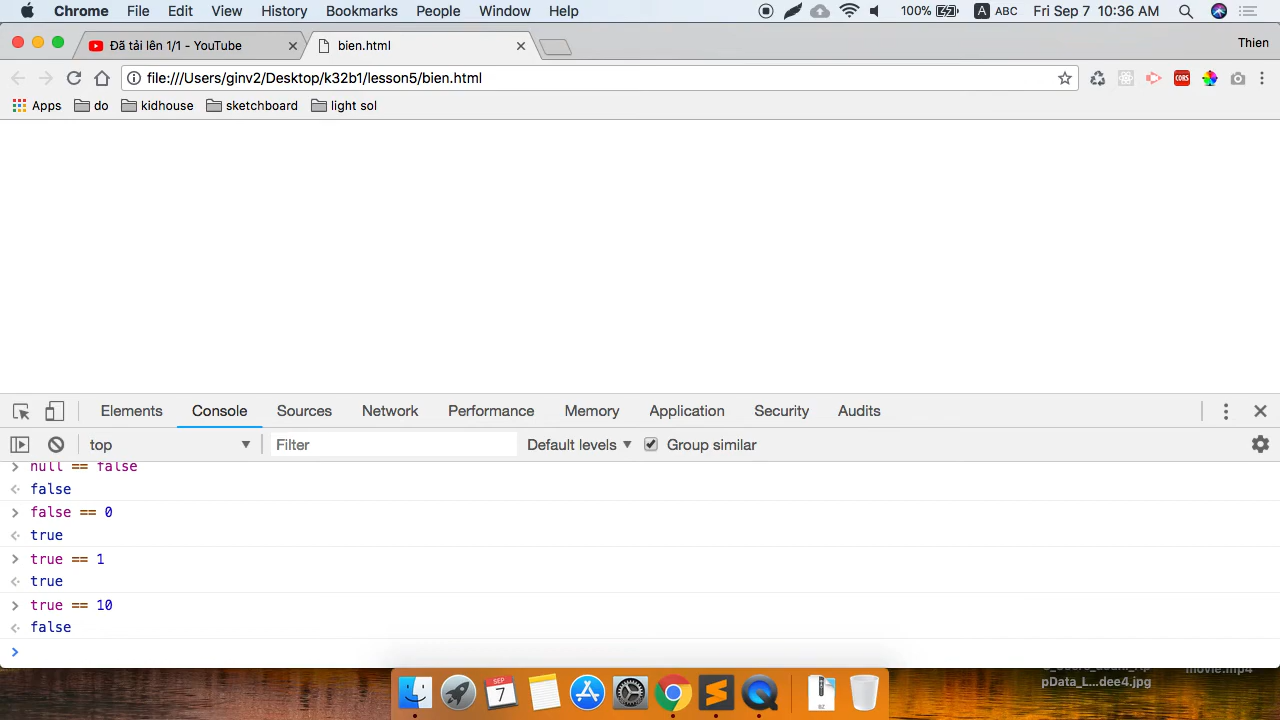 Chrome File Edit View History Bookmarks People Window Help 100% A ABC Fri Sep 7 10:36 AM
Đã tải lên 1/1 - YouTube bien.html Thien
file:///Users/ginv2/Desktop/k32b1/lesson5/bien.html CORS
Apps do kidhouse sketchboard light sol
Elements Console Sources Network Performance Memory Application Security Audits
top Filter Default levels Group similar
null == false
false
false == 0
true
true == 1
true
true == 10
false
movie.mp4
pData_L...dee4.jpg
SEP
7